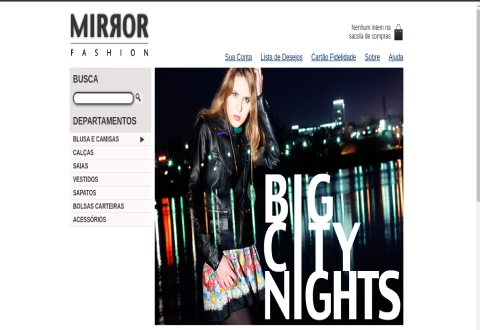 MIRЯOR
FASHION
Nenhum intem na
sacola de compras
Sua Conta Lista de Desejos Cartão Fidelidade Sobre Ajuda
BUSCA
DEPARTAMENTOS
BLUSA E CAMISAS
CALÇAS
SAIAS
VESTIDOS
SAPATOS
BOLSAS CARTEIRAS
ACESSÓRIOS
BIG
CITY
NIGHTS